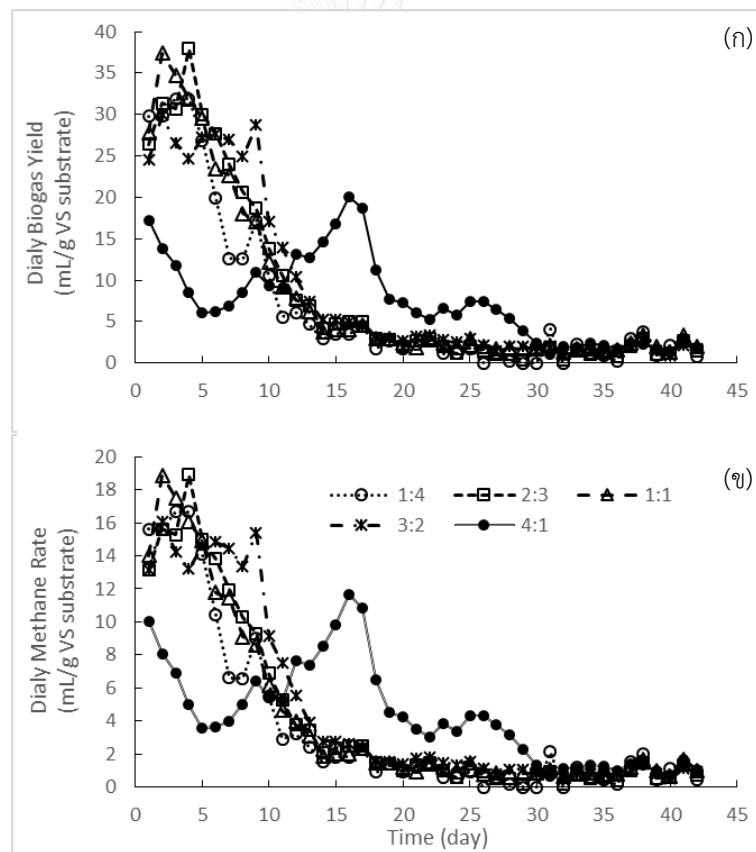 (ก)
Dialy Biogas Yield
(mL/g VS substrate)
40
35
30
25
20
15
10
5
0
0 5 10 15 20 25 30 35 40 45
(ข)
Dialy Methane Rate
(mL/g VS substrate)
20
18
16
14
12
10
8
6
4
2
0
1:4 2:3 1:1
3:2 4:1
0 5 10 15 20 25 30 35 40 45
Time (day)